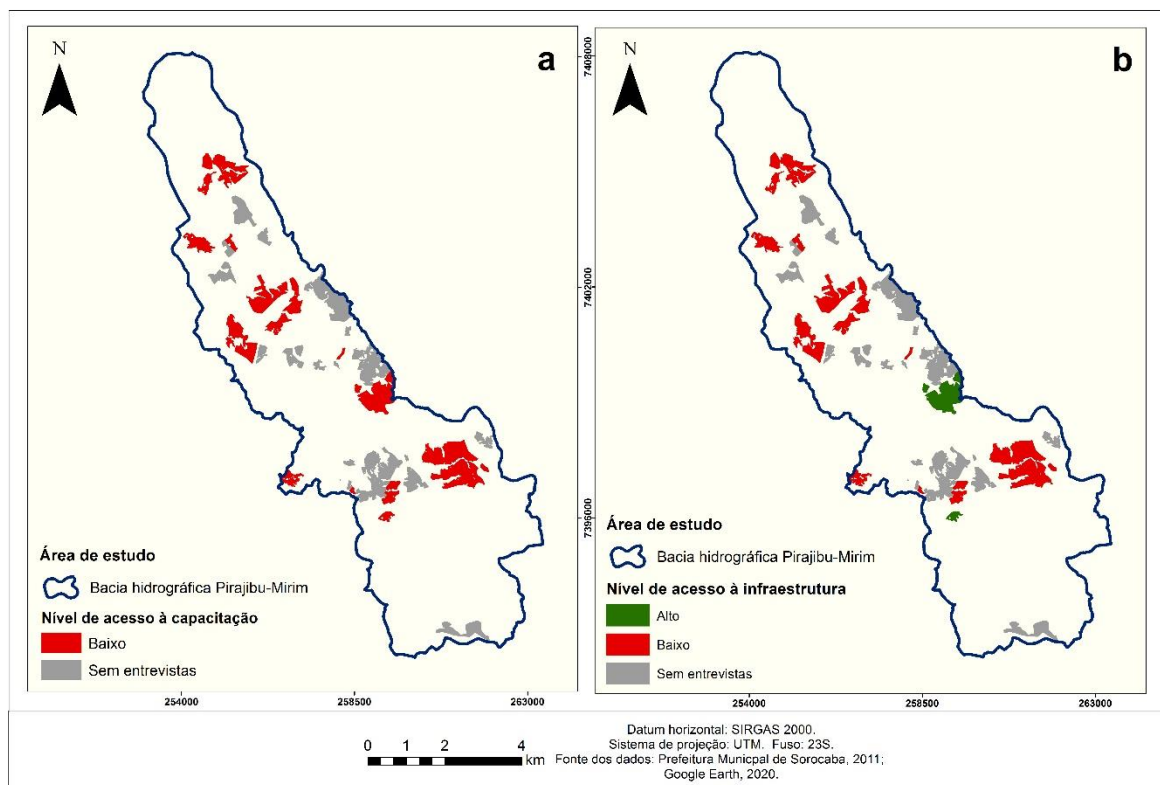 N
a
Área de estudo
Bacia hidrográfica Pirajibu-Mirim
Nível de acesso à capacitação
Baixo
Sem entrevistas
254000
258500
263000
7408000
7402000
7396000
N
b
Área de estudo
Bacia hidrográfica Pirajibu-Mirim
Nível de acesso à infraestrutura
Alto
Baixo
Sem entrevistas
254000
258500
263000
0 1 2 4
km
Datum horizontal: SIRGAS 2000.
Sistema de projeção: UTM. Fuso: 23S.
Fonte dos dados: Prefeitura Municpal de Sorocaba, 2011;
Google Earth, 2020.